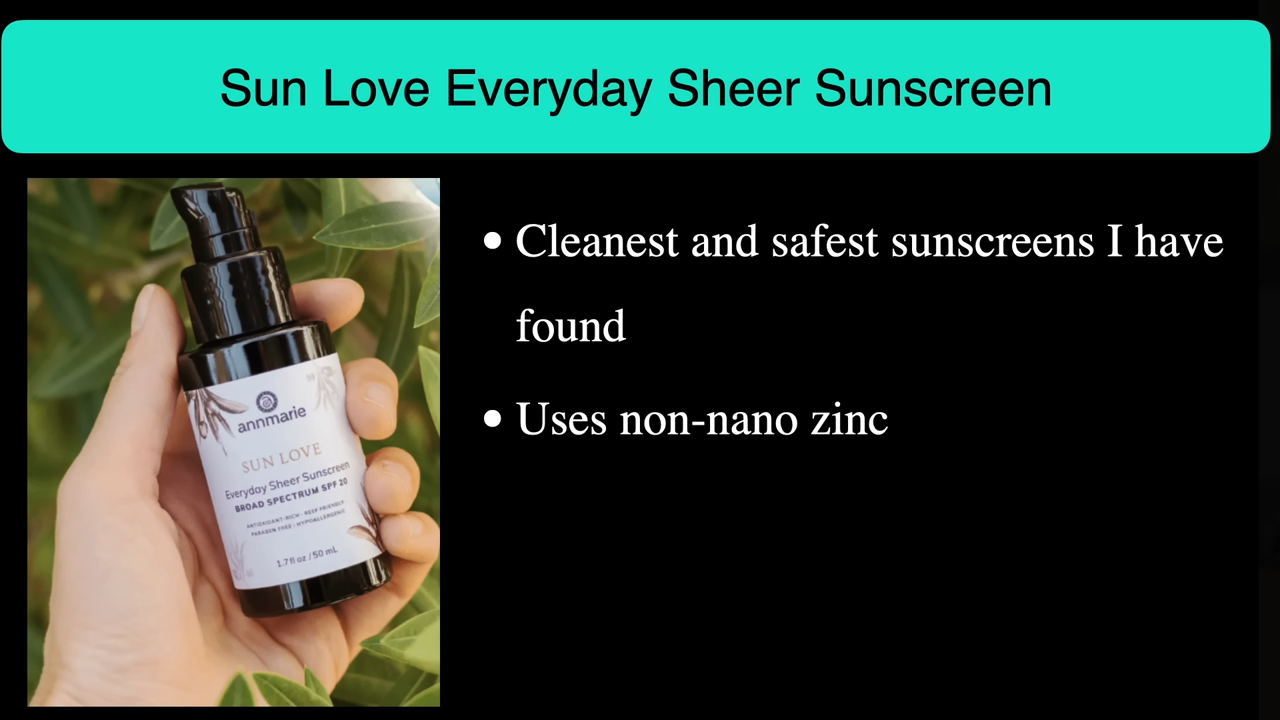 Sun Love Everyday Sheer Sunscreen
• Cleanest and safest sunscreens I have
found
• Uses non-nano zinc
annmarie
SUN LOVE
Everyday Sheer Sunscreen
BROAD SPECTRUM SPF 20
ANTIOXIDANT-RICH · REEF FRIENDLY
PARABEN FREE · HYPOALLERGENIC
1.7 fl oz / 50 mL